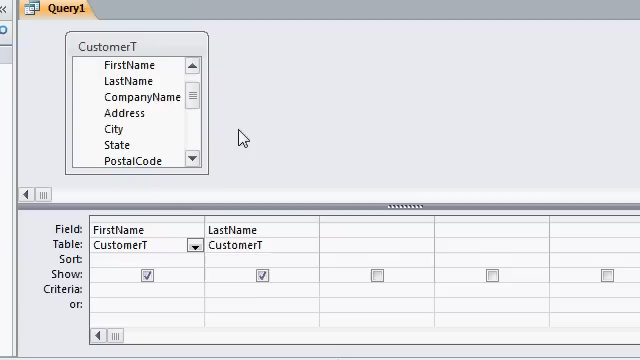 Query1
CustomerT
FirstName
LastName
CompanyName
Address
City
State
PostalCode
Field: FirstName LastName
Table: CustomerT CustomerT
Sort:
Show:
Criteria:
or: